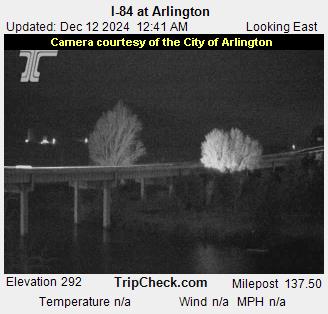 I-84 at Arlington
Updated: Dec 12 2024 12:41 AM Looking East
Camera courtesy of the City of Arlington
Elevation 292 TripCheck.com Milepost 137.50
Temperature n/a Wind n/a MPH n/a